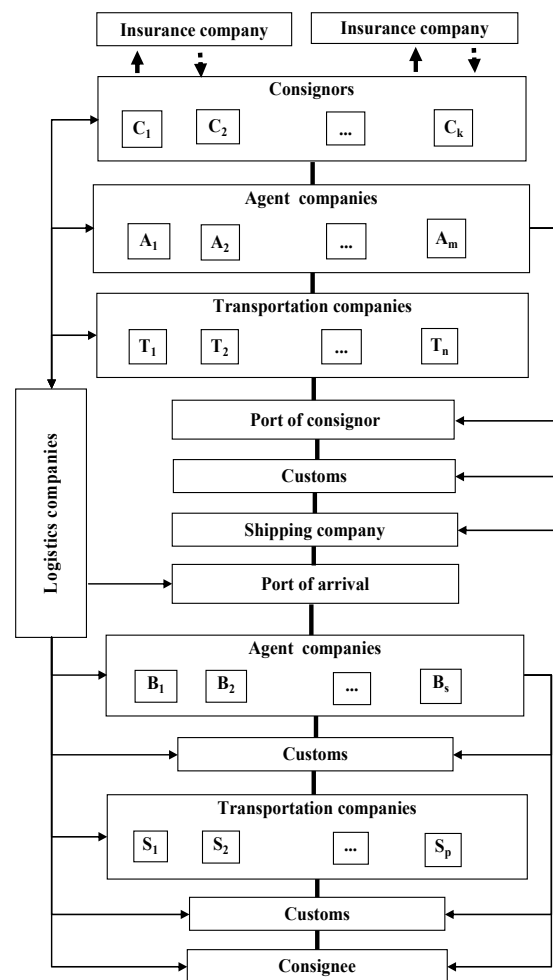 Insurance company
Insurance company
Consignors
C1 C2 ... Ck
Agent companies
A1 A2 ... Am
Transportation companies
T1 T2 ... Tn
Logistics companies
Port of consignor
Customs
Shipping company
Port of arrival
Agent companies
B1 B2 ... Bs
Customs
Transportation companies
S1 S2 ... Sp
Customs
Consignee